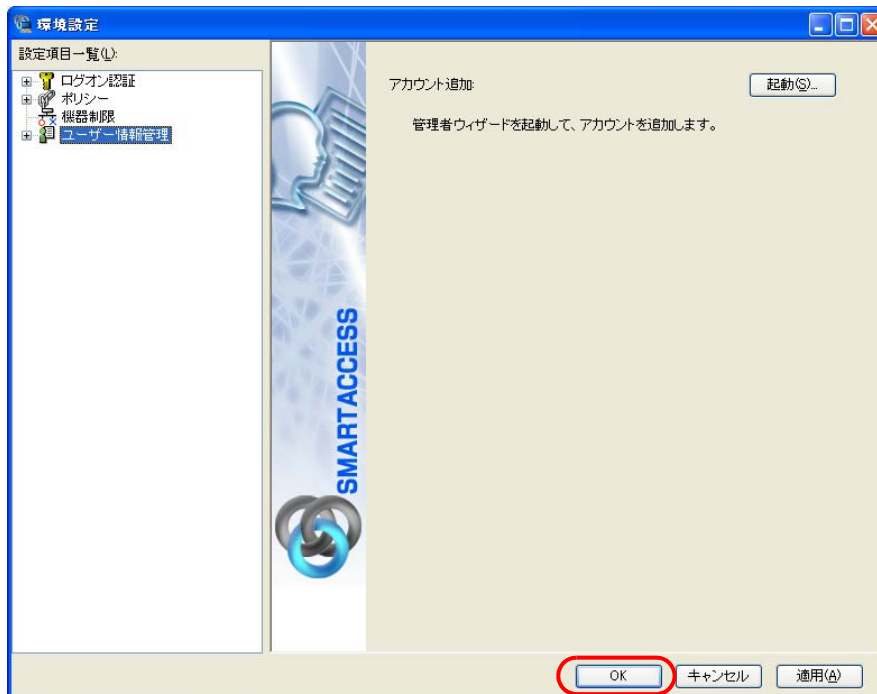 環境設定
設定項目一覧(L):
ログオン認証
ポリシー
機器制限
ユーザー情報管理
SMARTACCESS
アカウント追加:
起動(S)...
管理者ウィザードを起動して、アカウントを追加します。
OK
キャンセル
適用(A)